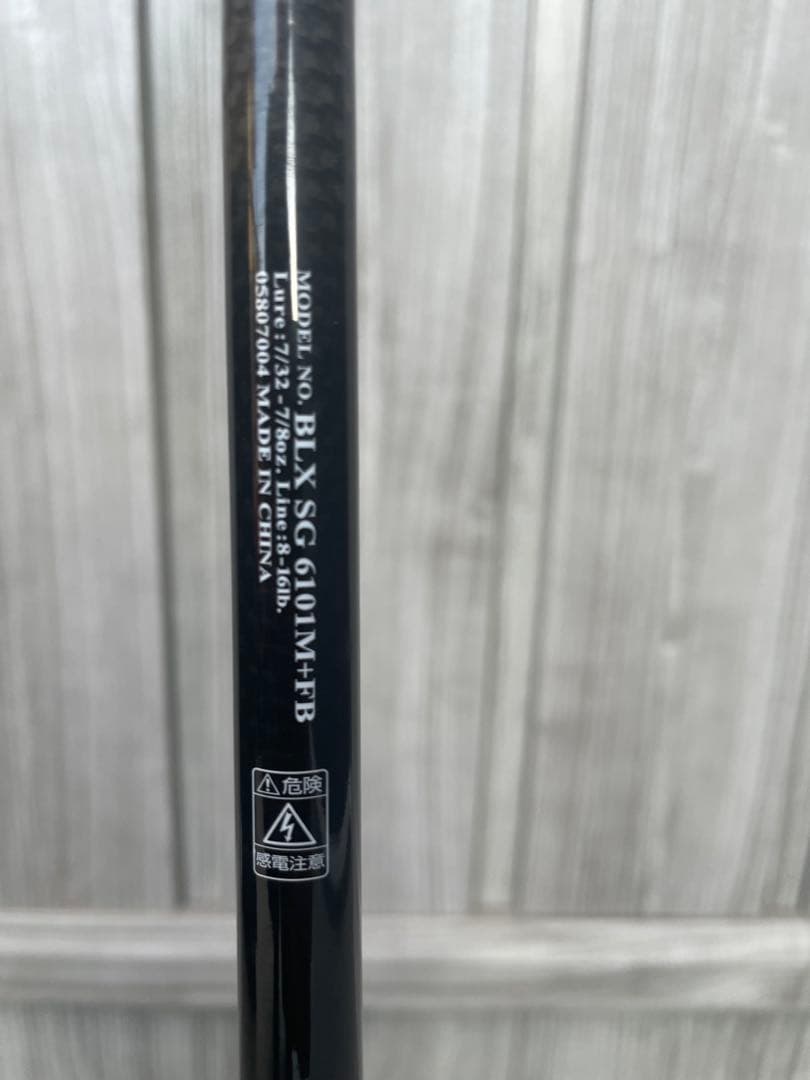 MODEL NO. BLX SG 6101M+FB
Lure:7/32-7/8oz. Line:8-16lb.
05807004 MADE IN CHINA
危険
感電注意